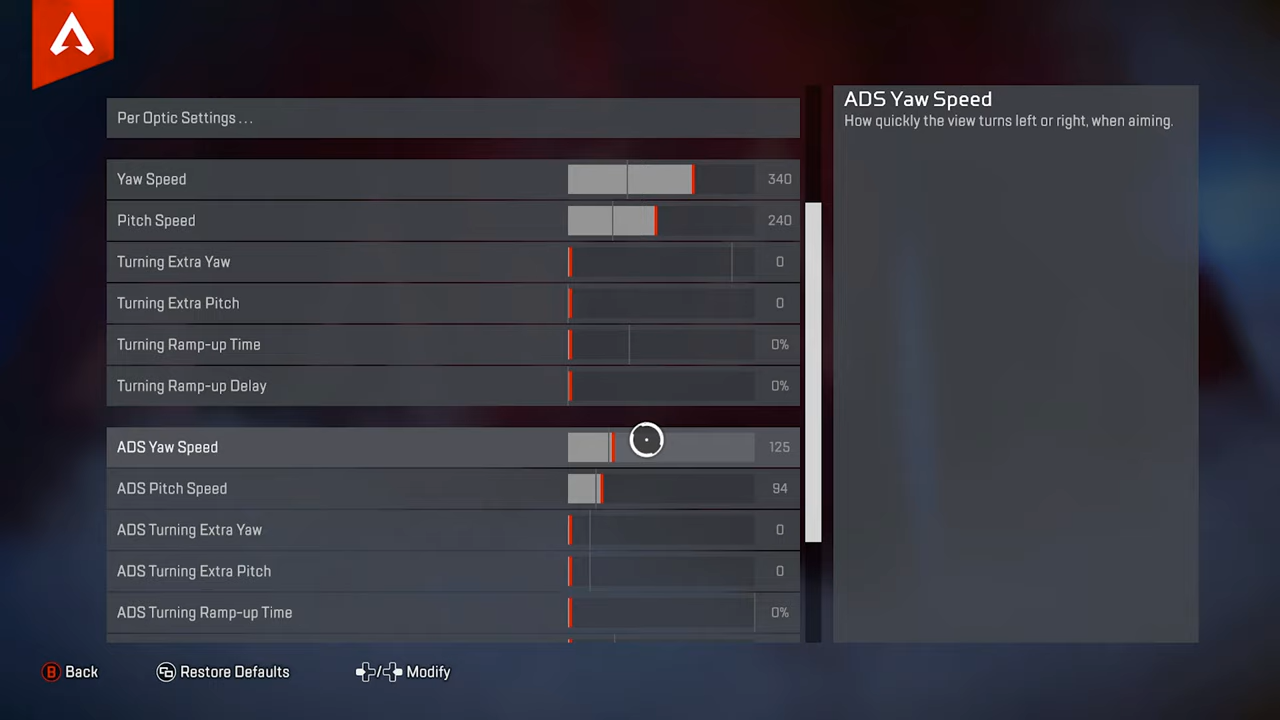 Per Optic Settings...
ADS Yaw Speed
How quickly the view turns left or right, when aiming.
Yaw Speed 340
Pitch Speed 240
Turning Extra Yaw 0
Turning Extra Pitch 0
Turning Ramp-up Time 0%
Turning Ramp-up Delay 0%
ADS Yaw Speed 125
ADS Pitch Speed 94
ADS Turning Extra Yaw 0
ADS Turning Extra Pitch 0
ADS Turning Ramp-up Time 0%
B Back Restore Defaults / Modify